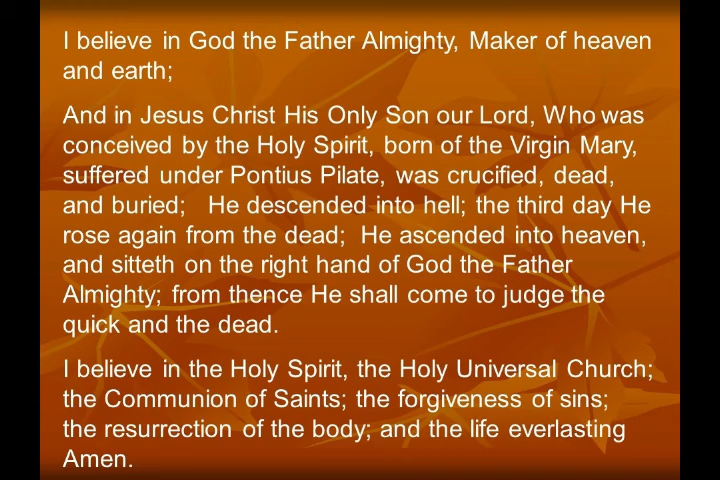 I believe in God the Father Almighty, Maker of heaven
and earth;
And in Jesus Christ His Only Son our Lord, Who was
conceived by the Holy Spirit, born of the Virgin Mary,
suffered under Pontius Pilate, was crucified, dead,
and buried;   He descended into hell; the third day He
rose again from the dead;  He ascended into heaven,
and sitteth on the right hand of God the Father
Almighty; from thence He shall come to judge the
quick and the dead.
I believe in the Holy Spirit, the Holy Universal Church;
the Communion of Saints; the forgiveness of sins;
the resurrection of the body; and the life everlasting
Amen.